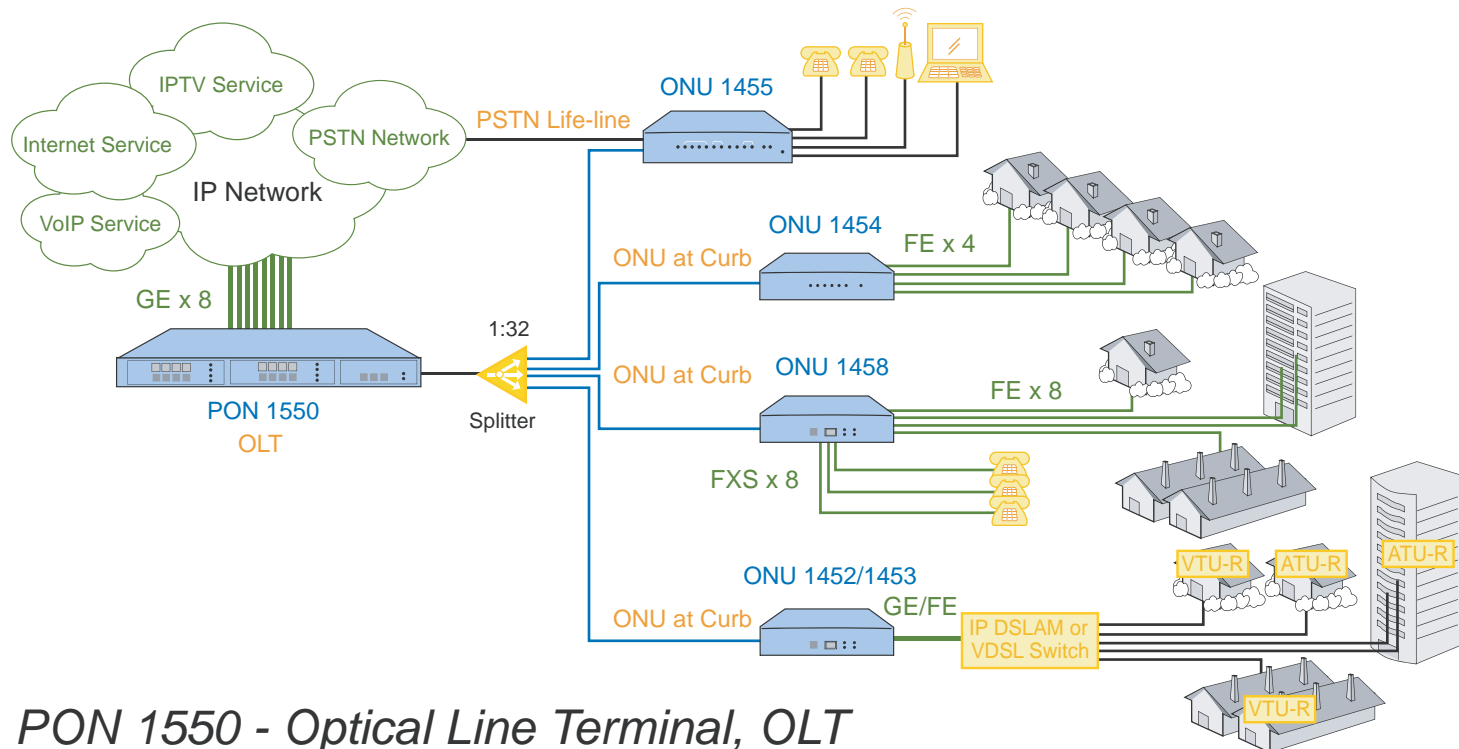 IPTV Service
Internet Service
PSTN Network
IP Network
VoIP Service
GE x 8
PON 1550
OLT
1:32
Splitter
PSTN Life-line
ONU 1455
ONU at Curb
ONU 1454
FE x 4
ONU at Curb
ONU 1458
FE x 8
FXS x 8
ONU at Curb
ONU 1452/1453
GE/FE
IP DSLAM or
VDSL Switch
VTU-R
ATU-R
ATU-R
VTU-R
PON 1550 - Optical Line Terminal, OLT